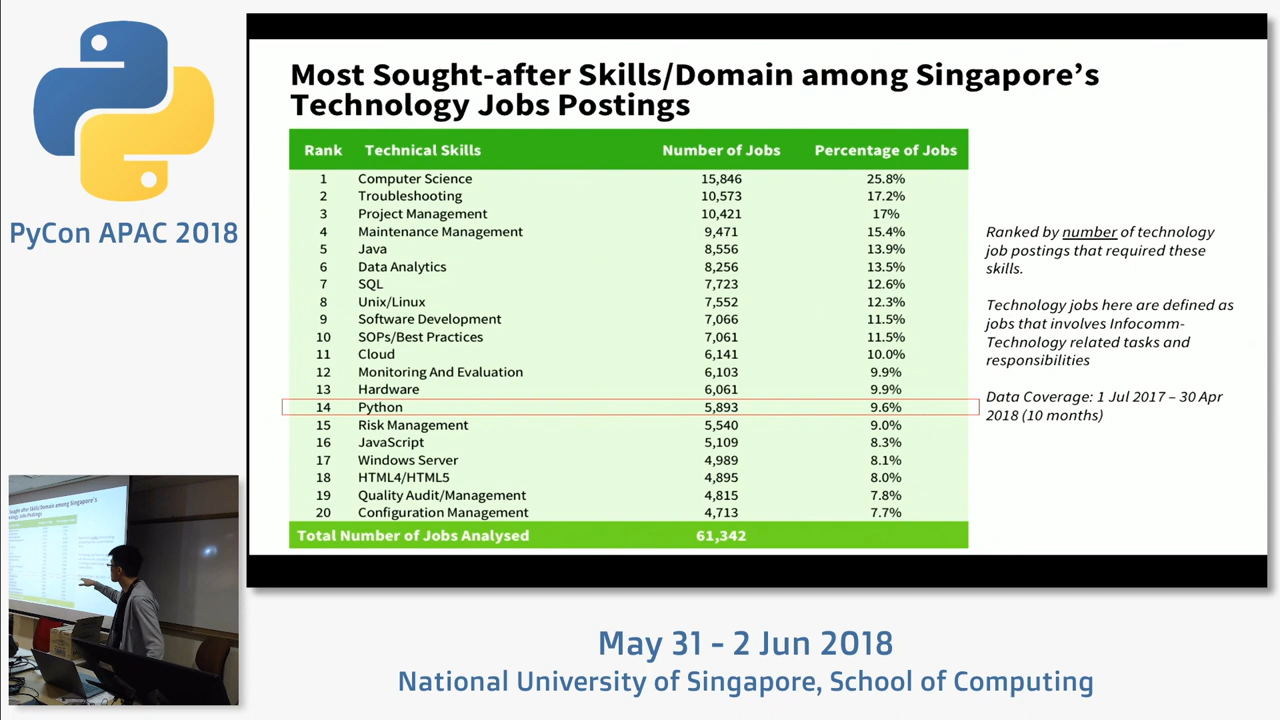 PyCon APAC 2018
Most Sought-after Skills/Domain among Singapore's
Technology Jobs Postings
Rank Technical Skills Number of Jobs Percentage of Jobs
1 Computer Science 15,846 25.8%
2 Troubleshooting 10,573 17.2%
3 Project Management 10,421 17%
4 Maintenance Management 9,471 15.4%
5 Java 8,556 13.9%
6 Data Analytics 8,256 13.5%
7 SQL 7,723 12.6%
8 Unix/Linux 7,552 12.3%
9 Software Development 7,066 11.5%
10 SOPs/Best Practices 7,061 11.5%
11 Cloud 6,141 10.0%
12 Monitoring And Evaluation 6,103 9.9%
13 Hardware 6,061 9.9%
14 Python 5,893 9.6%
15 Risk Management 5,540 9.0%
16 JavaScript 5,109 8.3%
17 Windows Server 4,989 8.1%
18 HTML4/HTML5 4,895 8.0%
19 Quality Audit/Management 4,815 7.8%
20 Configuration Management 4,713 7.7%
Total Number of Jobs Analysed 61,342
Ranked by number of technology
job postings that required these
skills.
Technology jobs here are defined as
jobs that involves Infocomm-
Technology related tasks and
responsibilities
Data Coverage: 1 Jul 2017 – 30 Apr
2018 (10 months)
ought-after Skills/Domain among Singapore's
nology Jobs Postings
May 31 - 2 Jun 2018
National University of Singapore, School of Computing